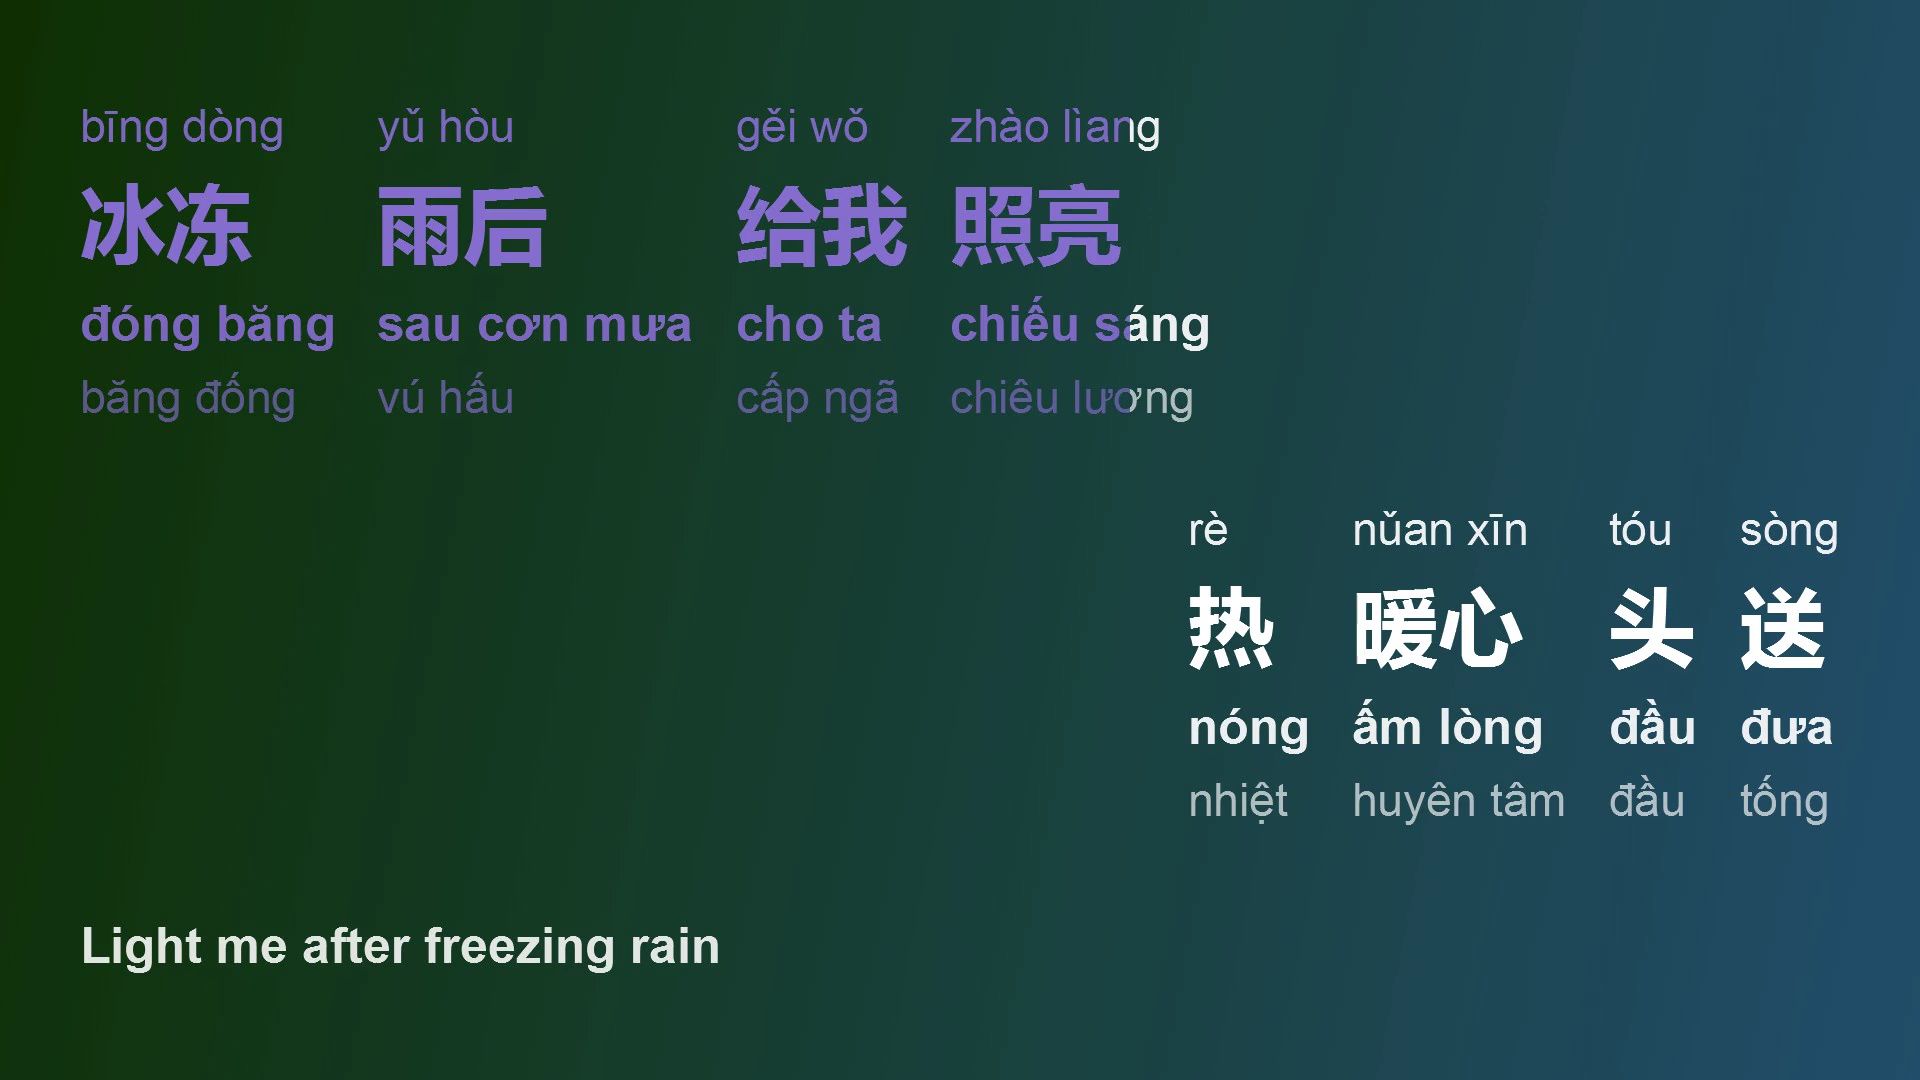 bīng dòng yǔ hòu gěi wǒ zhào lìang
冰冻 雨后 给我 照亮
đóng băng sau cơn mưa cho ta chiếu sáng
băng đống vú hấu cấp ngã chiêu lương
rè nǔan xīn tóu sòng
热 暖心 头 送
nóng ấm lòng đầu đưa
nhiệt huyên tâm đầu tống
Light me after freezing rain